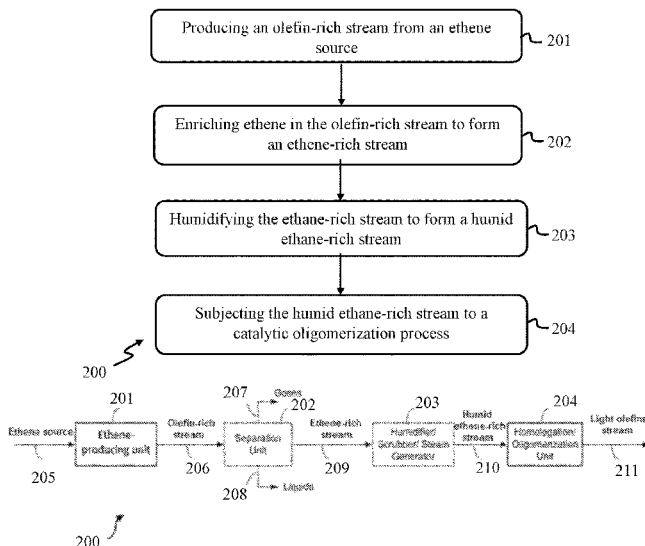 Producing an olefin-rich stream from an ethene
source
201
Enriching ethene in the olefin-rich stream to form
an ethene-rich stream
202
Humidifying the ethane-rich stream to form a humid
ethane-rich stream
203
Subjecting the humid ethane-rich stream to a
catalytic oligomerization process
204
200
Ethene source
205
201
Ethene-
producing unit
Olefin-rich
stream
206
207
Gases
202
Separation
Unit
208
Liquids
Ethene-rich
stream
209
203
Humidifier/
Scrubber/Steam
Generator
Humid
ethene-rich
stream
210
204
Homologation/
Oligomerization
Unit
Light olefins
stream
211
200